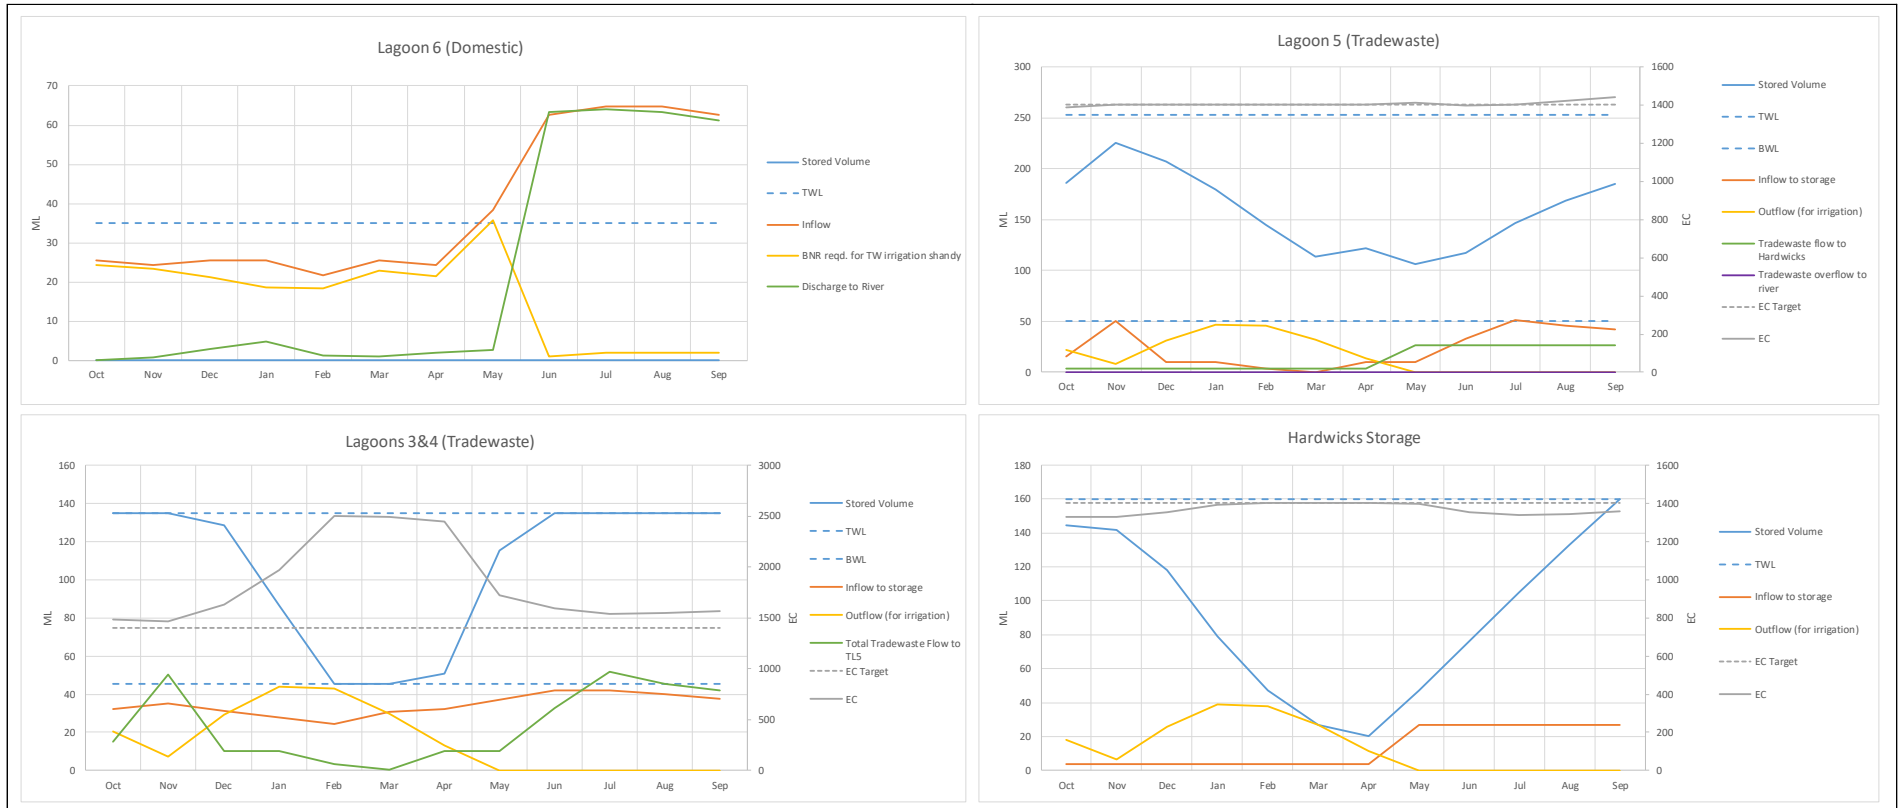 Lagoon 6 (Domestic)
70
60
50
40
30
20
10
0
ML
Oct Nov Dec Jan Feb Mar Apr May Jun Jul Aug Sep
Stored Volume
TWL
Inflow
BNR reqd. for TW irrigation shandy
Discharge to River
Lagoon 5 (Tradewaste)
300
250
200
150
100
50
0
ML
Oct Nov Dec Jan Feb Mar Apr May Jun Jul Aug Sep
1600
1400
1200
1000
800
600
400
200
0
EC
Stored Volume
TWL
BWL
Inflow to storage
Outflow (for irrigation)
Tradewaste flow to
Hardwicks
Tradewaste overflow to
river
EC Target
EC
Lagoons 3&4 (Tradewaste)
160
140
120
100
80
60
40
20
0
ML
Oct Nov Dec Jan Feb Mar Apr May Jun Jul Aug Sep
3000
2500
2000
1500
1000
500
0
EC
Stored Volume
TWL
BWL
Inflow to storage
Outflow (for irrigation)
Total Tradewaste Flow to
TL5
EC Target
EC
Hardwicks Storage
180
160
140
120
100
80
60
40
20
0
ML
Oct Nov Dec Jan Feb Mar Apr May Jun Jul Aug Sep
1600
1400
1200
1000
800
600
400
200
0
EC
Stored Volume
TWL
Inflow to storage
Outflow (for irrigation)
EC Target
EC